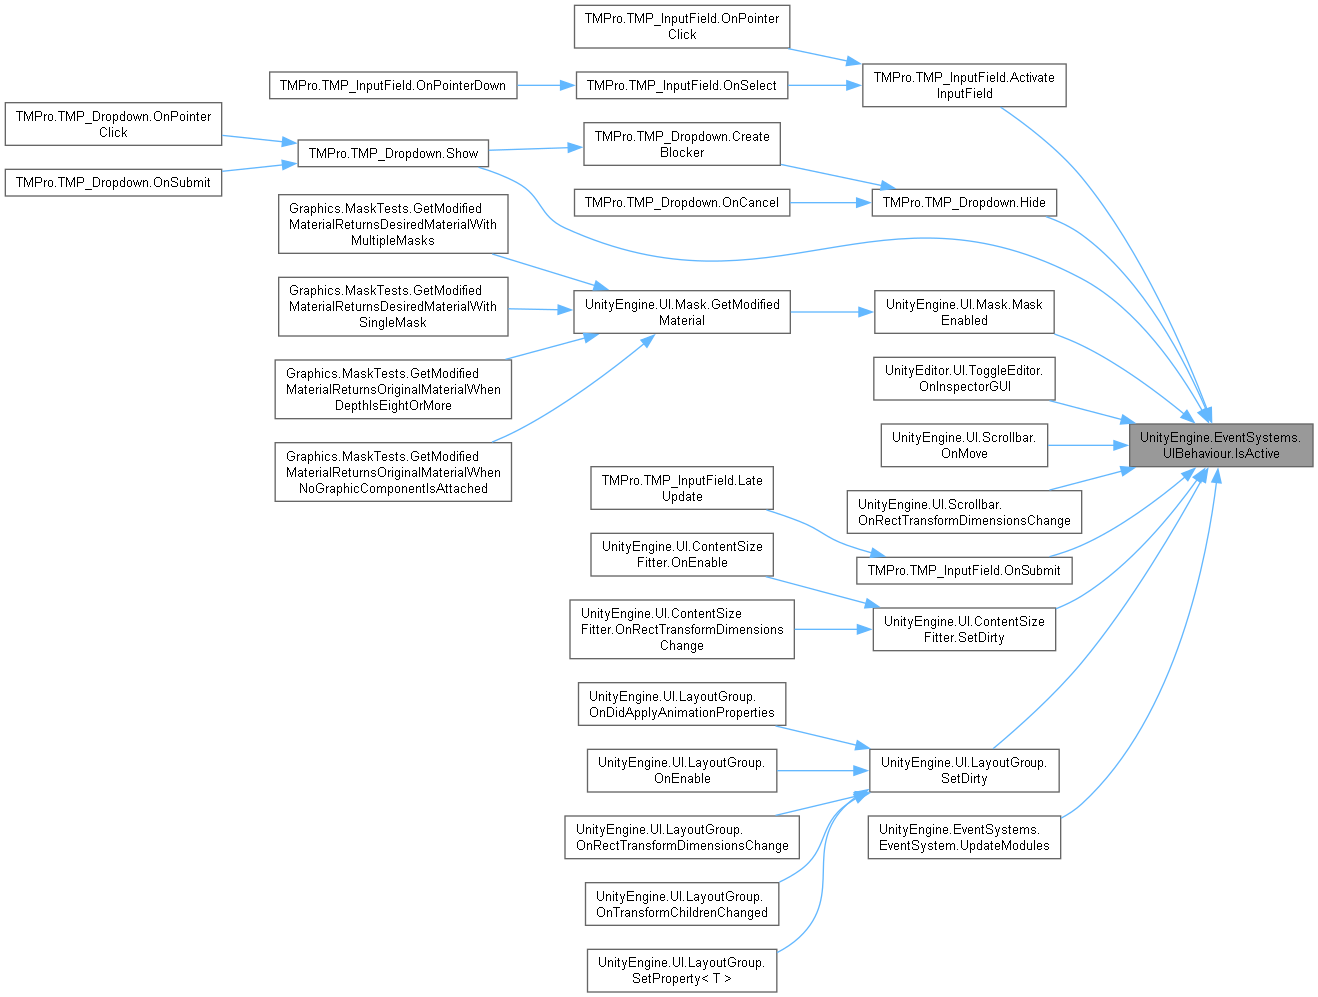 TMPro.TMP_InputField.OnPointer
Click
TMPro.TMP_InputField.Activate
InputField
TMPro.TMP_InputField.OnPointerDown
TMPro.TMP_InputField.OnSelect
TMPro.TMP_Dropdown.OnPointer
Click
TMPro.TMP_Dropdown.Create
Blocker
TMPro.TMP_Dropdown.Show
TMPro.TMP_Dropdown.OnSubmit
TMPro.TMP_Dropdown.OnCancel
TMPro.TMP_Dropdown.Hide
Graphics.MaskTests.GetModified
MaterialReturnsDesiredMaterialWith
MultipleMasks
Graphics.MaskTests.GetModified
MaterialReturnsDesiredMaterialWith
SingleMask
UnityEngine.UI.Mask.GetModified
Material
UnityEngine.UI.Mask.Mask
Enabled
Graphics.MaskTests.GetModified
MaterialReturnsOriginalMaterialWhen
DepthIsEightOrMore
UnityEditor.UI.ToggleEditor.
OnInspectorGUI
Graphics.MaskTests.GetModified
MaterialReturnsOriginalMaterialWhen
NoGraphicComponentIsAttached
UnityEngine.UI.Scrollbar.
OnMove
UnityEngine.EventSystems.
UIBehaviour.IsActive
TMPro.TMP_InputField.Late
Update
UnityEngine.UI.Scrollbar.
OnRectTransformDimensionsChange
UnityEngine.UI.ContentSize
Fitter.OnEnable
TMPro.TMP_InputField.OnSubmit
UnityEngine.UI.ContentSize
Fitter.OnRectTransformDimensions
Change
UnityEngine.UI.ContentSize
Fitter.SetDirty
UnityEngine.UI.LayoutGroup.
OnDidApplyAnimationProperties
UnityEngine.UI.LayoutGroup.
OnEnable
UnityEngine.UI.LayoutGroup.
SetDirty
UnityEngine.UI.LayoutGroup.
OnRectTransformDimensionsChange
UnityEngine.EventSystems.
EventSystem.UpdateModules
UnityEngine.UI.LayoutGroup.
OnTransformChildrenChanged
UnityEngine.UI.LayoutGroup.
SetProperty< T >